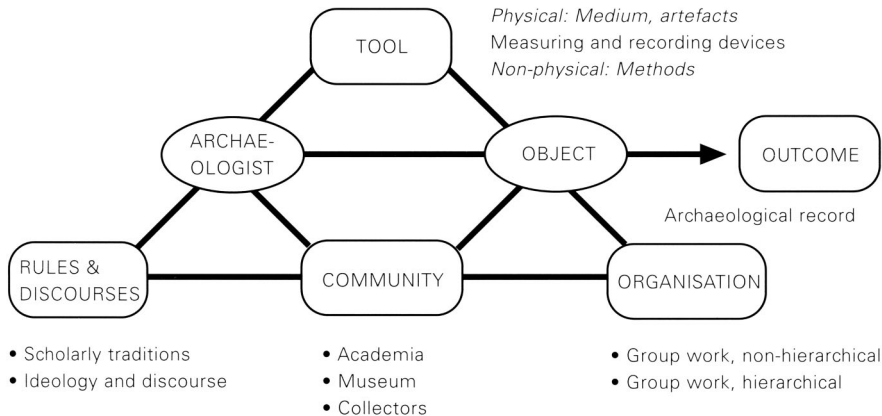 TOOL
Physical: Medium, artefacts
Measuring and recording devices
Non-physical: Methods
ARCHAE-
OLOGIST
OBJECT
OUTCOME
Archaeological record
RULES &
DISCOURSES
COMMUNITY
ORGANISATION
• Scholarly traditions
• Ideology and discourse
• Academia
• Museum
• Collectors
• Group work, non-hierarchical
• Group work, hierarchical